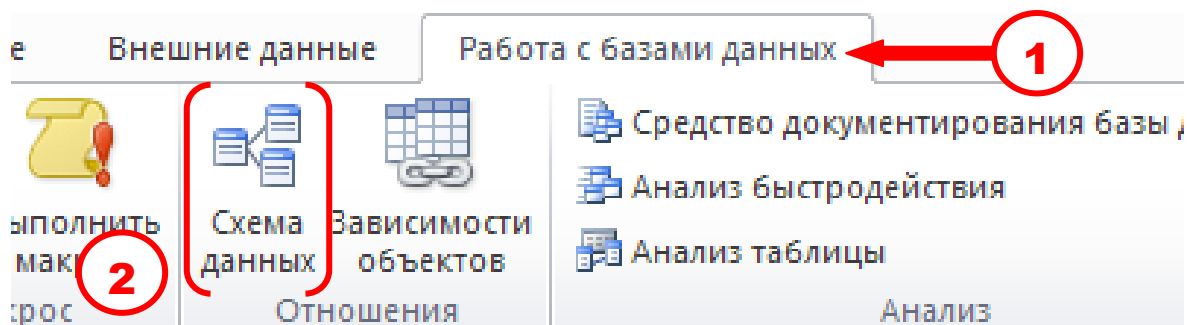 е Внешние данные Работа с базами данных 1
Средство документирования базы д
Анализ быстродействия
ыполнить Схема Зависимости
мак данных объектов Анализ таблицы
2
крос Отношения Анализ